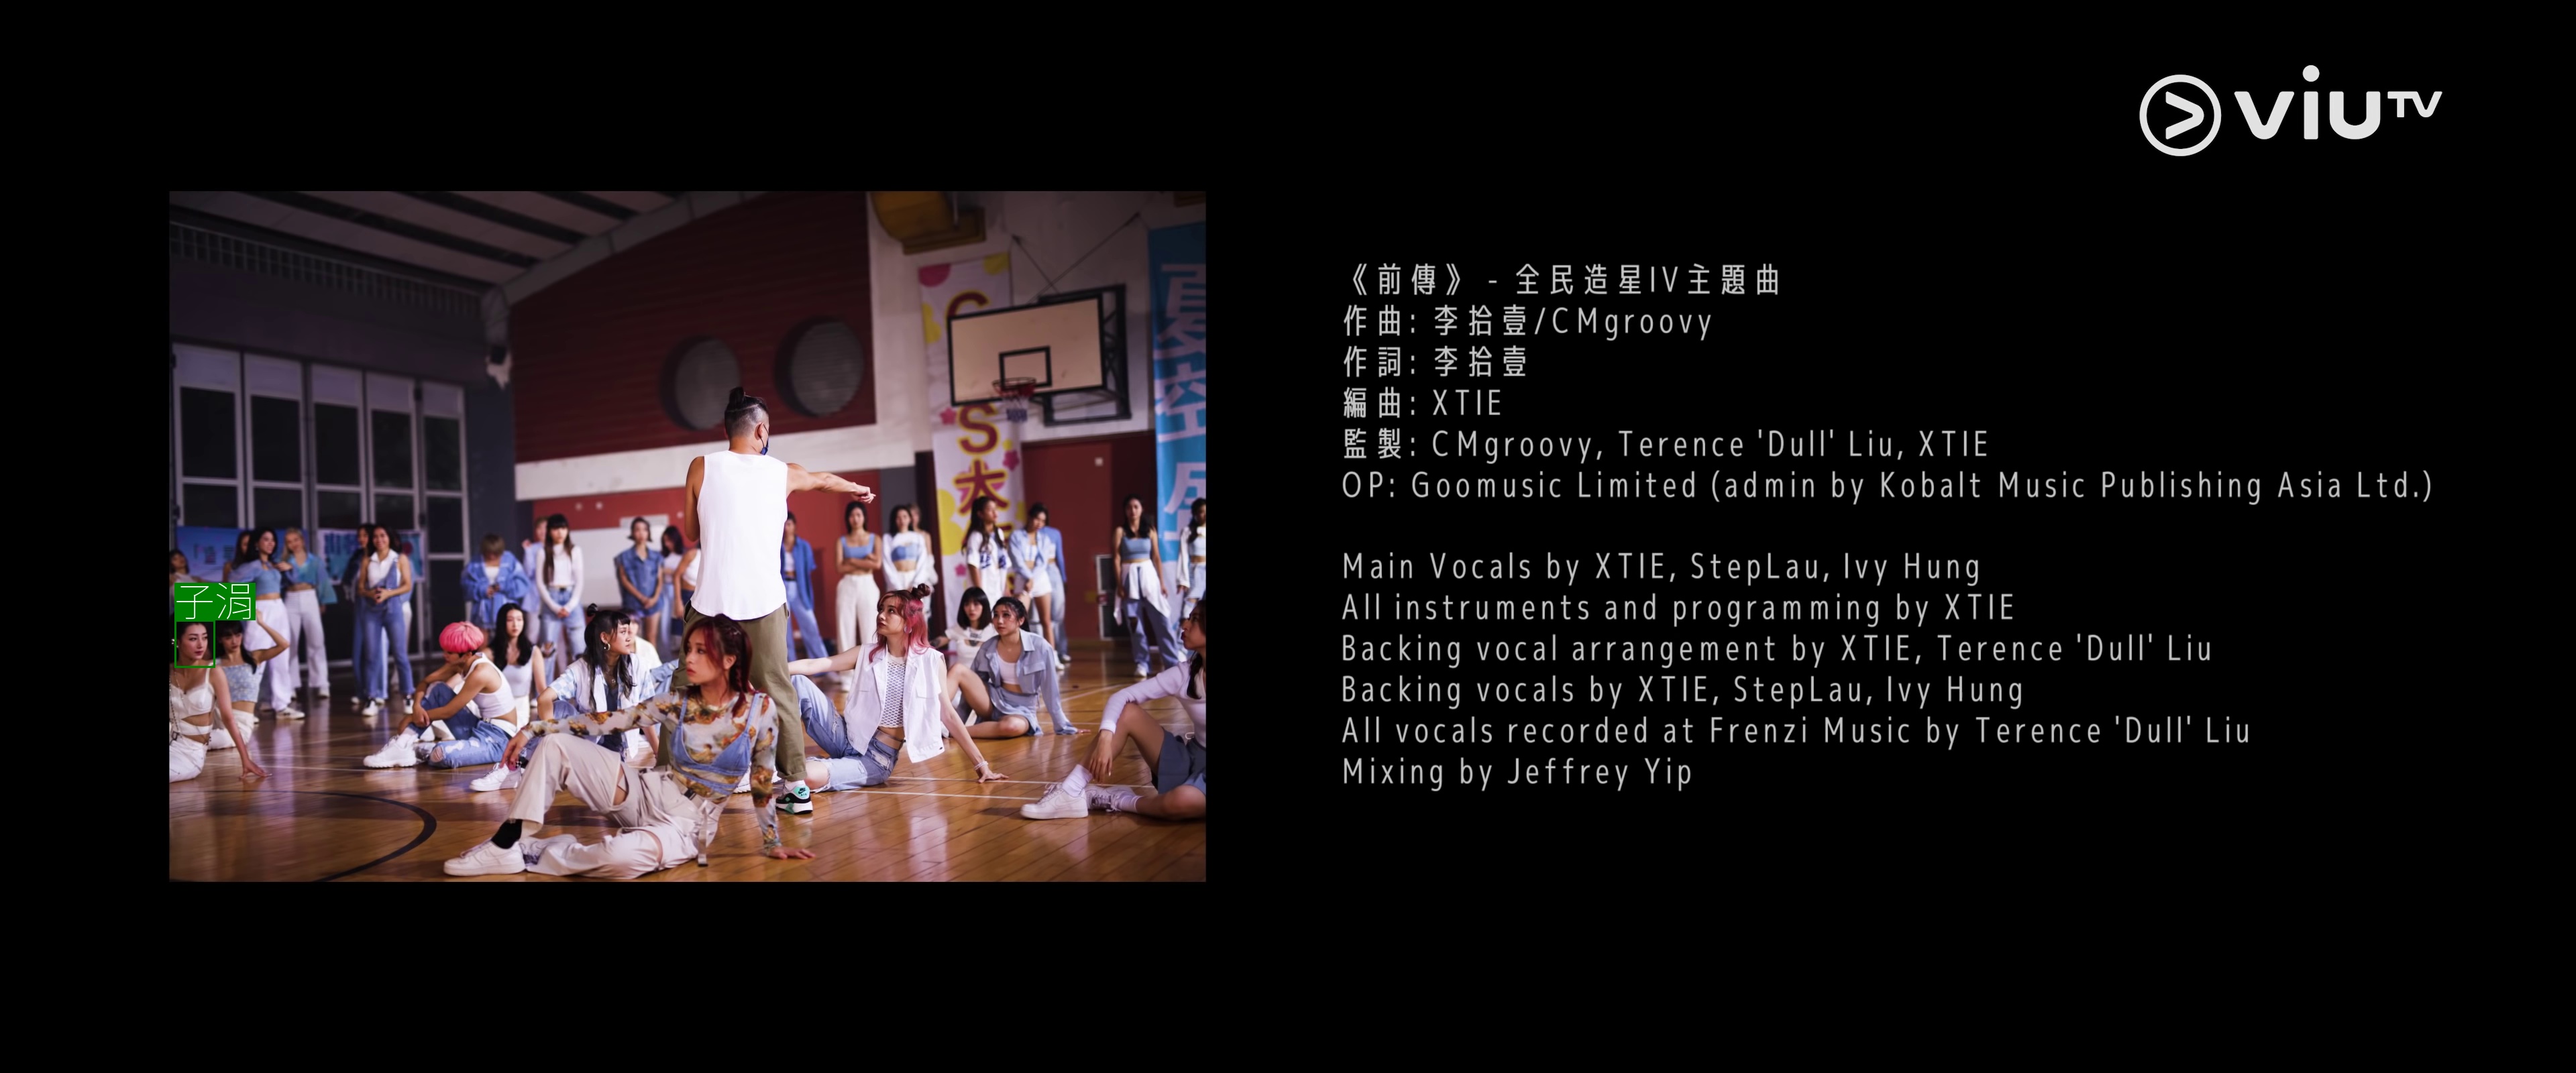 viuTV
子涓
《前傳》 - 全民造星IV主題曲
作曲: 李拾壹/CMgroovy
作詞: 李拾壹
編曲: XTIE
監製: CMgroovy, Terence 'Dull' Liu, XTIE
OP: Goomusic Limited (admin by Kobalt Music Publishing Asia Ltd.)
Main Vocals by XTIE, StepLau, Ivy Hung
All instruments and programming by XTIE
Backing vocal arrangement by XTIE, Terence 'Dull' Liu
Backing vocals by XTIE, StepLau, Ivy Hung
All vocals recorded at Frenzi Music by Terence 'Dull' Liu
Mixing by Jeffrey Yip